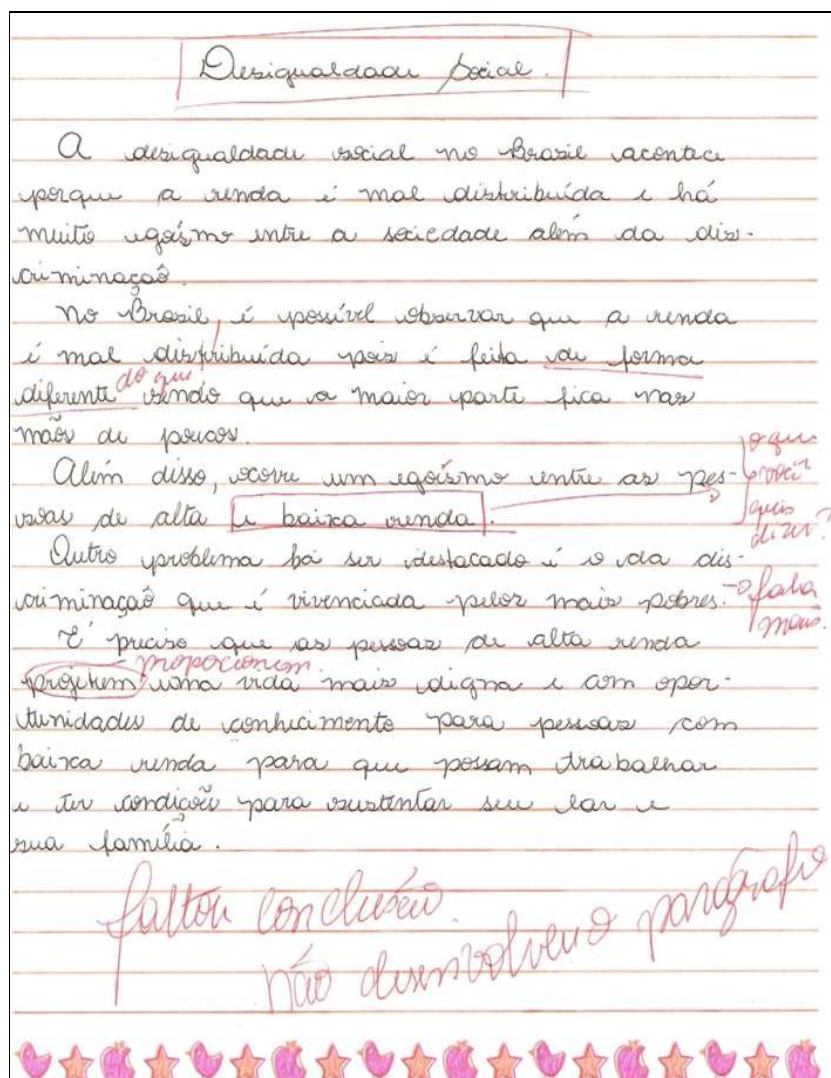 Desigualdade Social.
A desigualdade social no Brasil acontece
porque a renda é mal distribuída e há
muito egoísmo entre a sociedade além da dis-
criminação.
No Brasil, é possível observar que a renda
é mal distribuída pois é feita de forma
diferente do que sendo que a maior parte fica nas
mãos de poucos.
Além disso, ocorre um egoísmo entre as pes-
soas de alta e baixa renda.
o que
você
quis
dizer?
Outro problema há ser destacado é o da dis-
criminação que é vivenciada pelos mais pobres.
fala
mais.
É preciso que as pessoas de alta renda
proporcionem.
projetem uma vida mais digna e com opor-
tunidades de conhecimento para pessoas com
baixa renda para que possam trabalhar
e ter condições para sustentar seu lar e
sua família.
faltou conclusão.
não desenvolveu o parágrafo